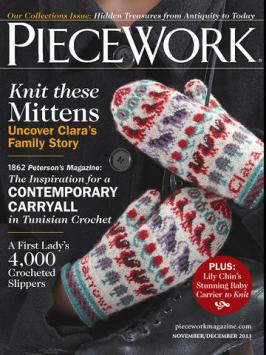 Our Collections Issue: Hidden Treasures from Antiquity to Today
PIECEWORK®
Knit these
Mittens
Uncover Clara's
Family Story
1862 Peterson's Magazine:
The Inspiration for a
CONTEMPORARY
CARRYALL
in Tunisian Crochet
A First Lady's
4,000
Crocheted
Slippers
Clara
PLUS:
Lily Chin's
Stunning Baby
Carrier to Knit
pieceworkmagazine.com
NOVEMBER/DECEMBER 2013